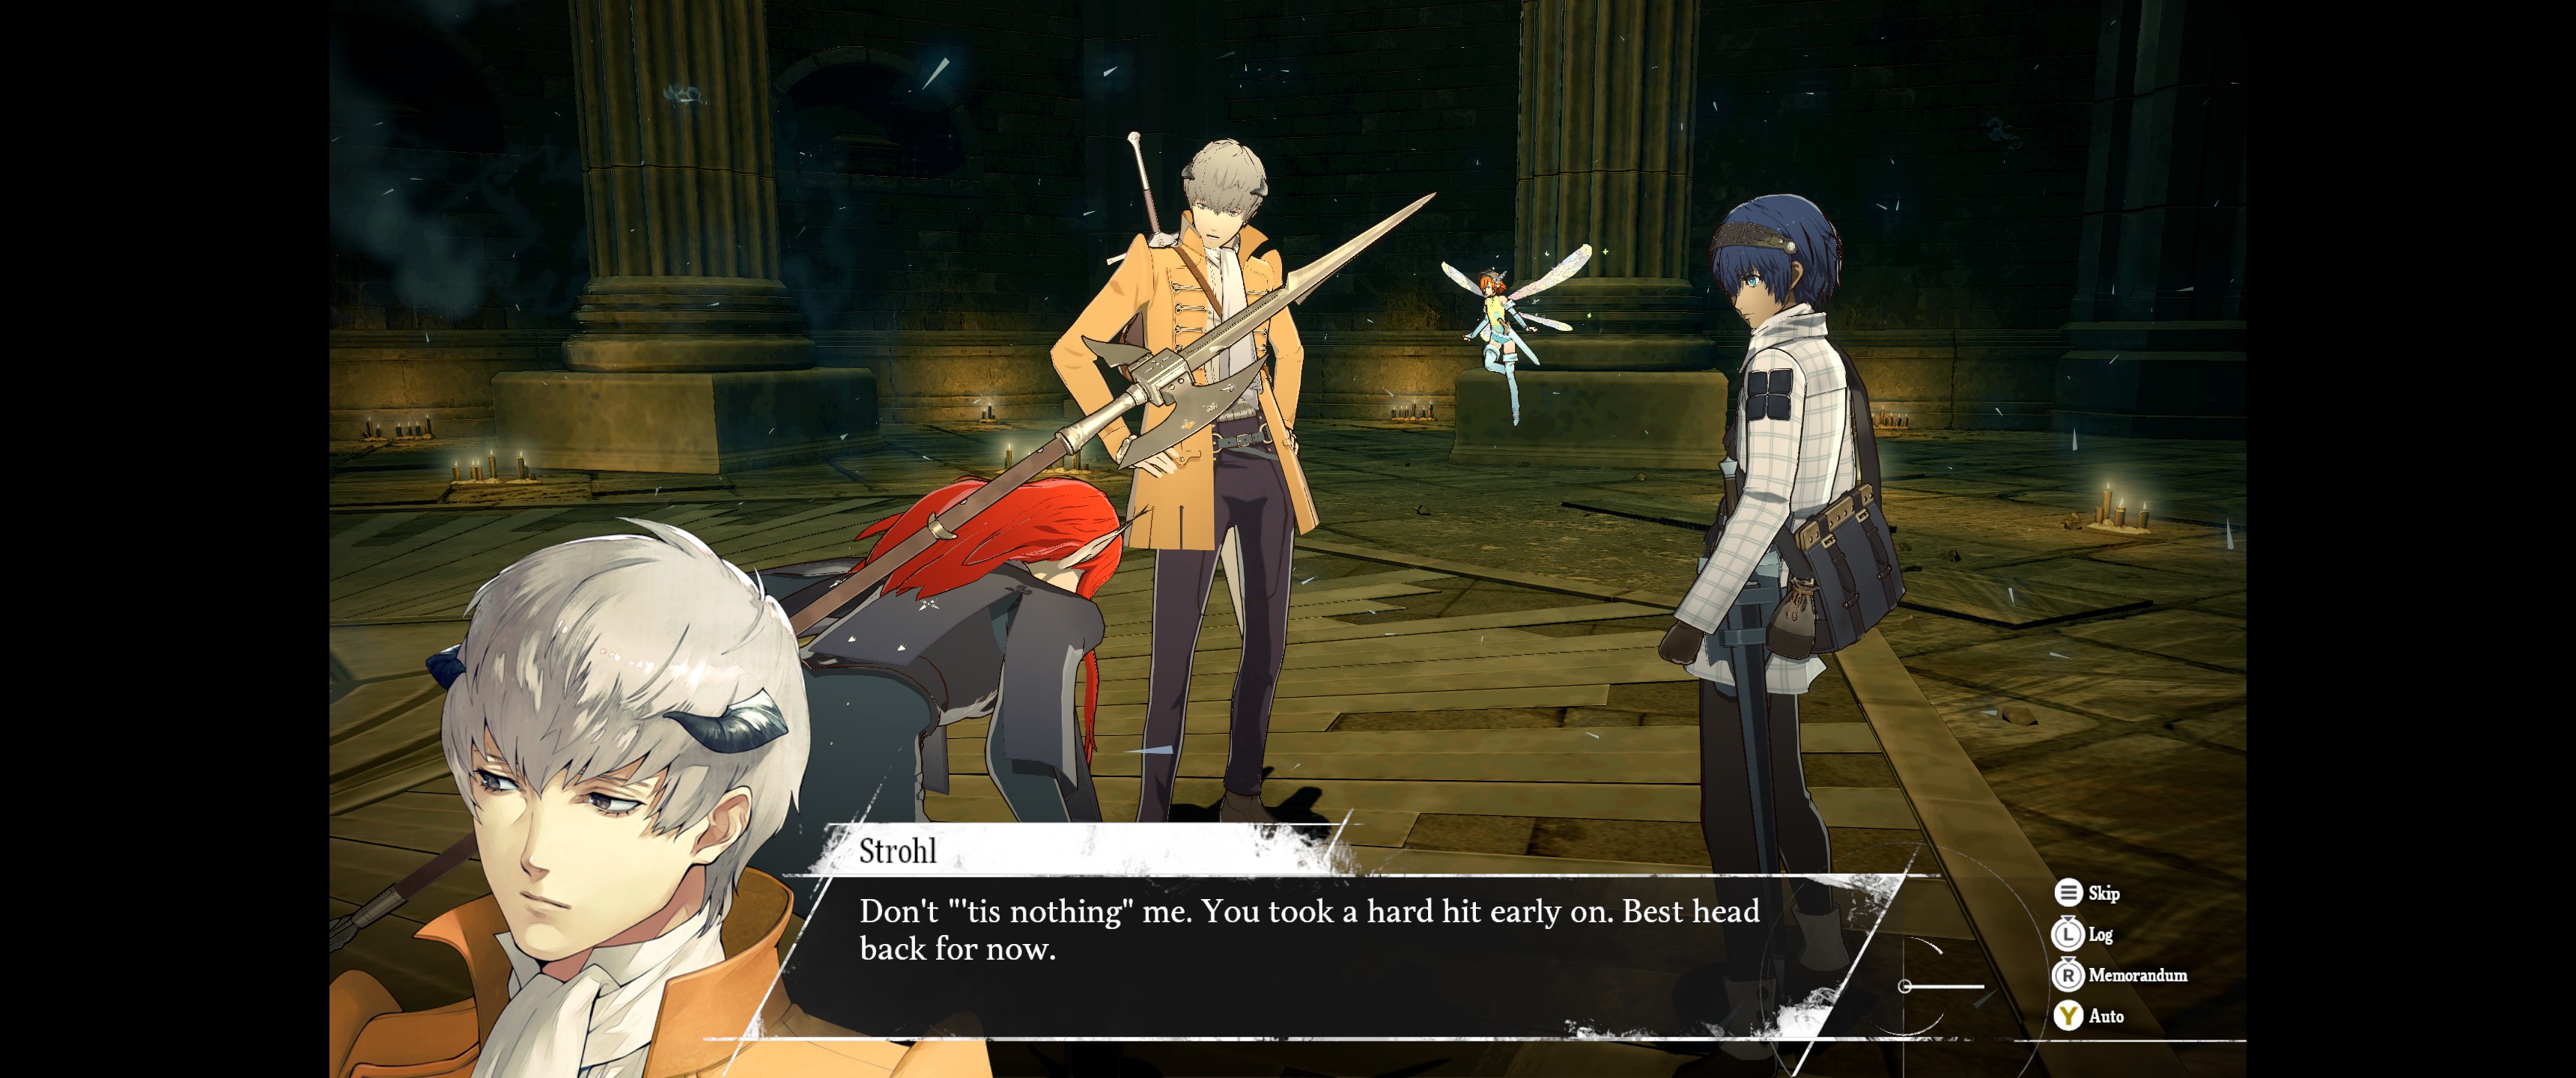 Strohl
Don't "'tis nothing" me. You took a hard hit early on. Best head
back for now.
Skip
L Log
R Memorandum
Y Auto